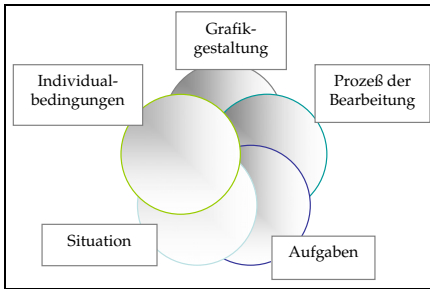 Grafik-
gestaltung
Individual-
bedingungen
Prozeß der
Bearbeitung
Situation
Aufgaben